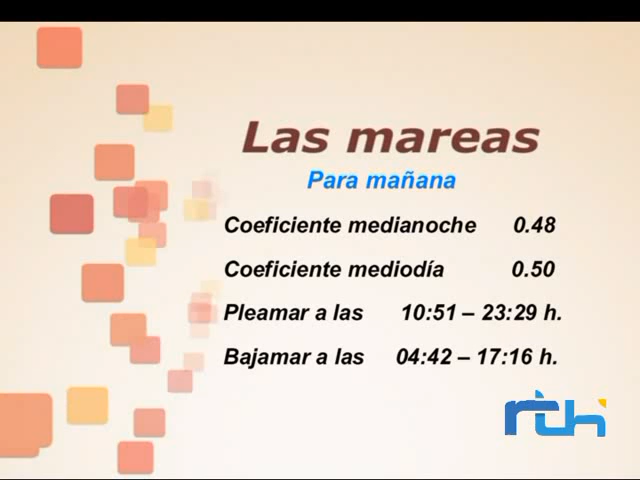 Las mareas
Para mañana
Coeficiente medianoche 0.48
Coeficiente mediodía 0.50
Pleamar a las 10:51 – 23:29 h.
Bajamar a las 04:42 – 17:16 h.
rth